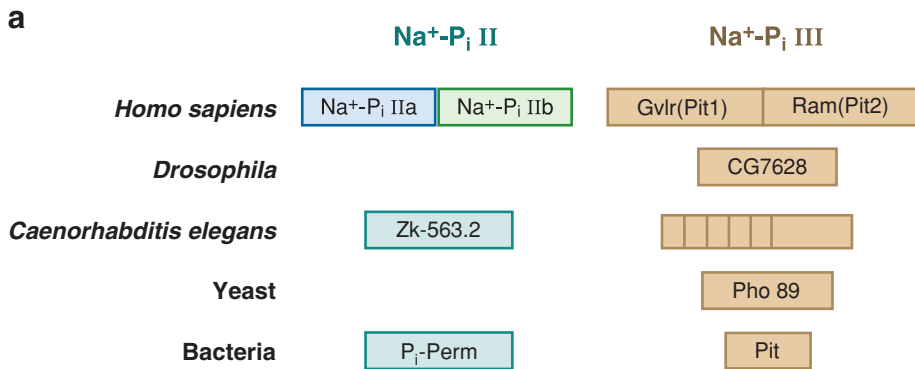 a
Na⁺-Pᵢ II Na⁺-Pᵢ III
Homo sapiens Na⁺-Pᵢ IIa Na⁺-Pᵢ IIb Gvlr(Pit1) Ram(Pit2)
Drosophila CG7628
Caenorhabditis elegans Zk-563.2
Yeast Pho 89
Bacteria Pᵢ-Perm Pit